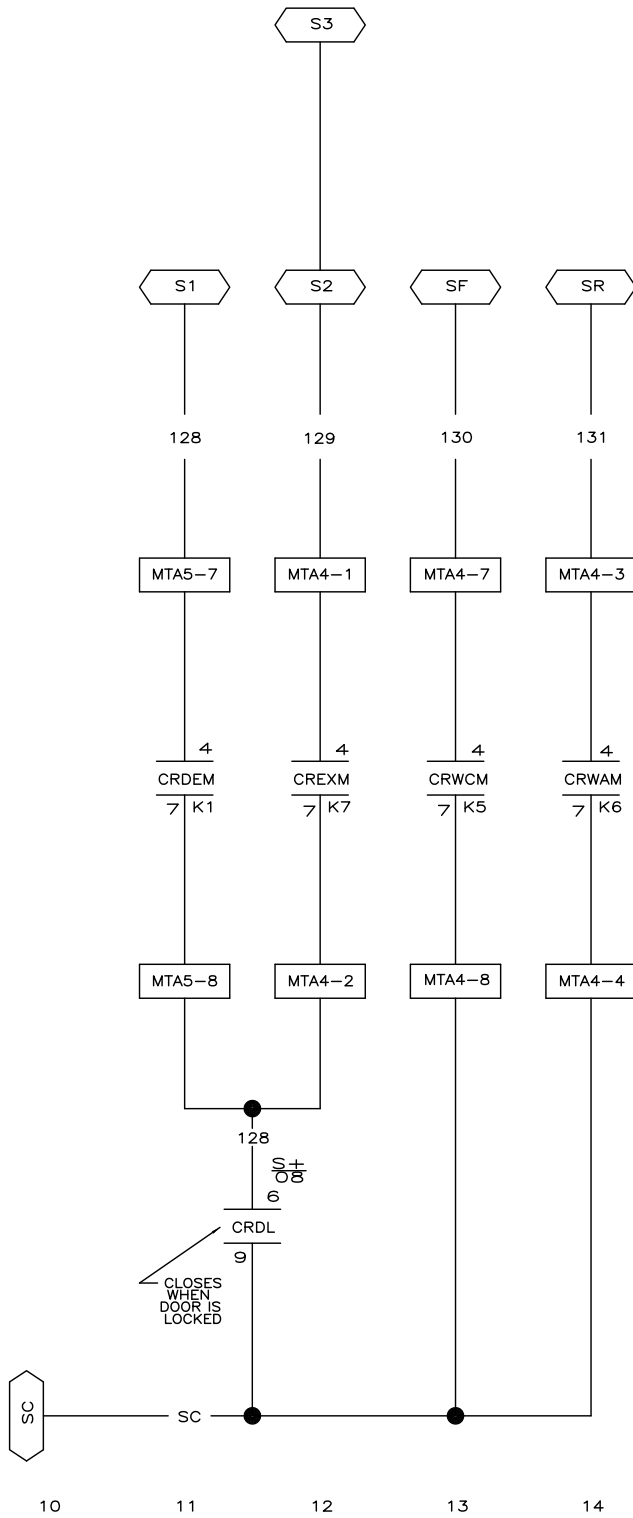 S3
S1 S2 SF SR
128 129 130 131
MTA5-7 MTA4-1 MTA4-7 MTA4-3
4 4 4 4
CRDEM CREXM CRWCM CRWAM
7 K1 7 K7 7 K5 7 K6
MTA5-8 MTA4-2 MTA4-8 MTA4-4
128
S+
08
6
CRDL
9
CLOSES
WHEN
DOOR IS
LOCKED
SC SC
10 11 12 13 14